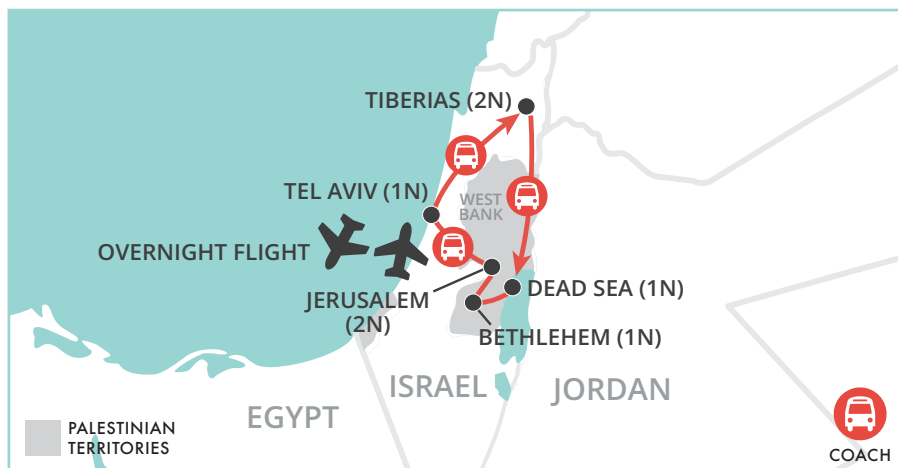 TIBERIAS (2N)
TEL AVIV (1N)
WEST
BANK
OVERNIGHT FLIGHT
JERUSALEM
(2N)
DEAD SEA (1N)
BETHLEHEM (1N)
ISRAEL
JORDAN
EGYPT
PALESTINIAN
TERRITORIES
COACH